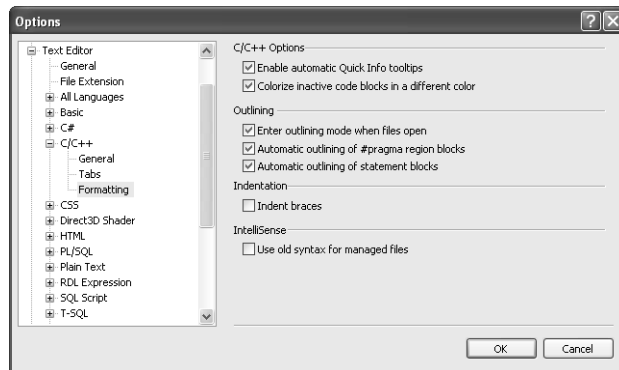 Options
Text Editor
General
File Extension
All Languages
Basic
C#
C/C++
General
Tabs
Formatting
CSS
Direct3D Shader
HTML
PL/SQL
Plain Text
RDL Expression
SQL Script
T-SQL
C/C++ Options
Enable automatic Quick Info tooltips
Colorize inactive code blocks in a different color
Outlining
Enter outlining mode when files open
Automatic outlining of #pragma region blocks
Automatic outlining of statement blocks
Indentation
Indent braces
IntelliSense
Use old syntax for managed files
OK
Cancel